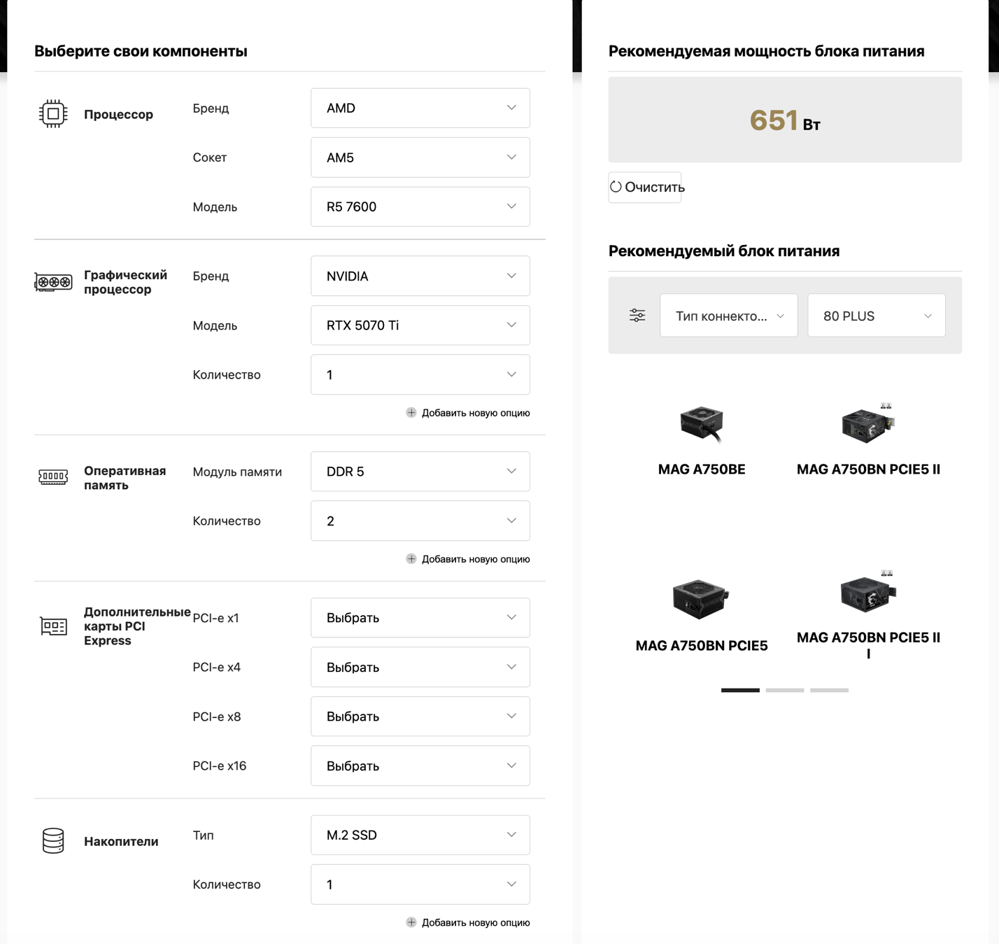 Выберите свои компоненты
Процессор
Бренд
AMD
Сокет
AM5
Модель
R5 7600
Графический
процессор
Бренд
NVIDIA
Модель
RTX 5070 Ti
Количество
1
Добавить новую опцию
Оперативная
память
Модуль памяти
DDR 5
Количество
2
Добавить новую опцию
Дополнительные
карты PCI
Express
PCI-e x1
Выбрать
PCI-e x4
Выбрать
PCI-e x8
Выбрать
PCI-e x16
Выбрать
Накопители
Тип
M.2 SSD
Количество
1
Добавить новую опцию
Рекомендуемая мощность блока питания
651 Вт
Очистить
Рекомендуемый блок питания
Тип коннекто...
80 PLUS
MAG A750BE
MAG A750BN PCIE5 II
MAG A750BN PCIE5
MAG A750BN PCIE5 II
I